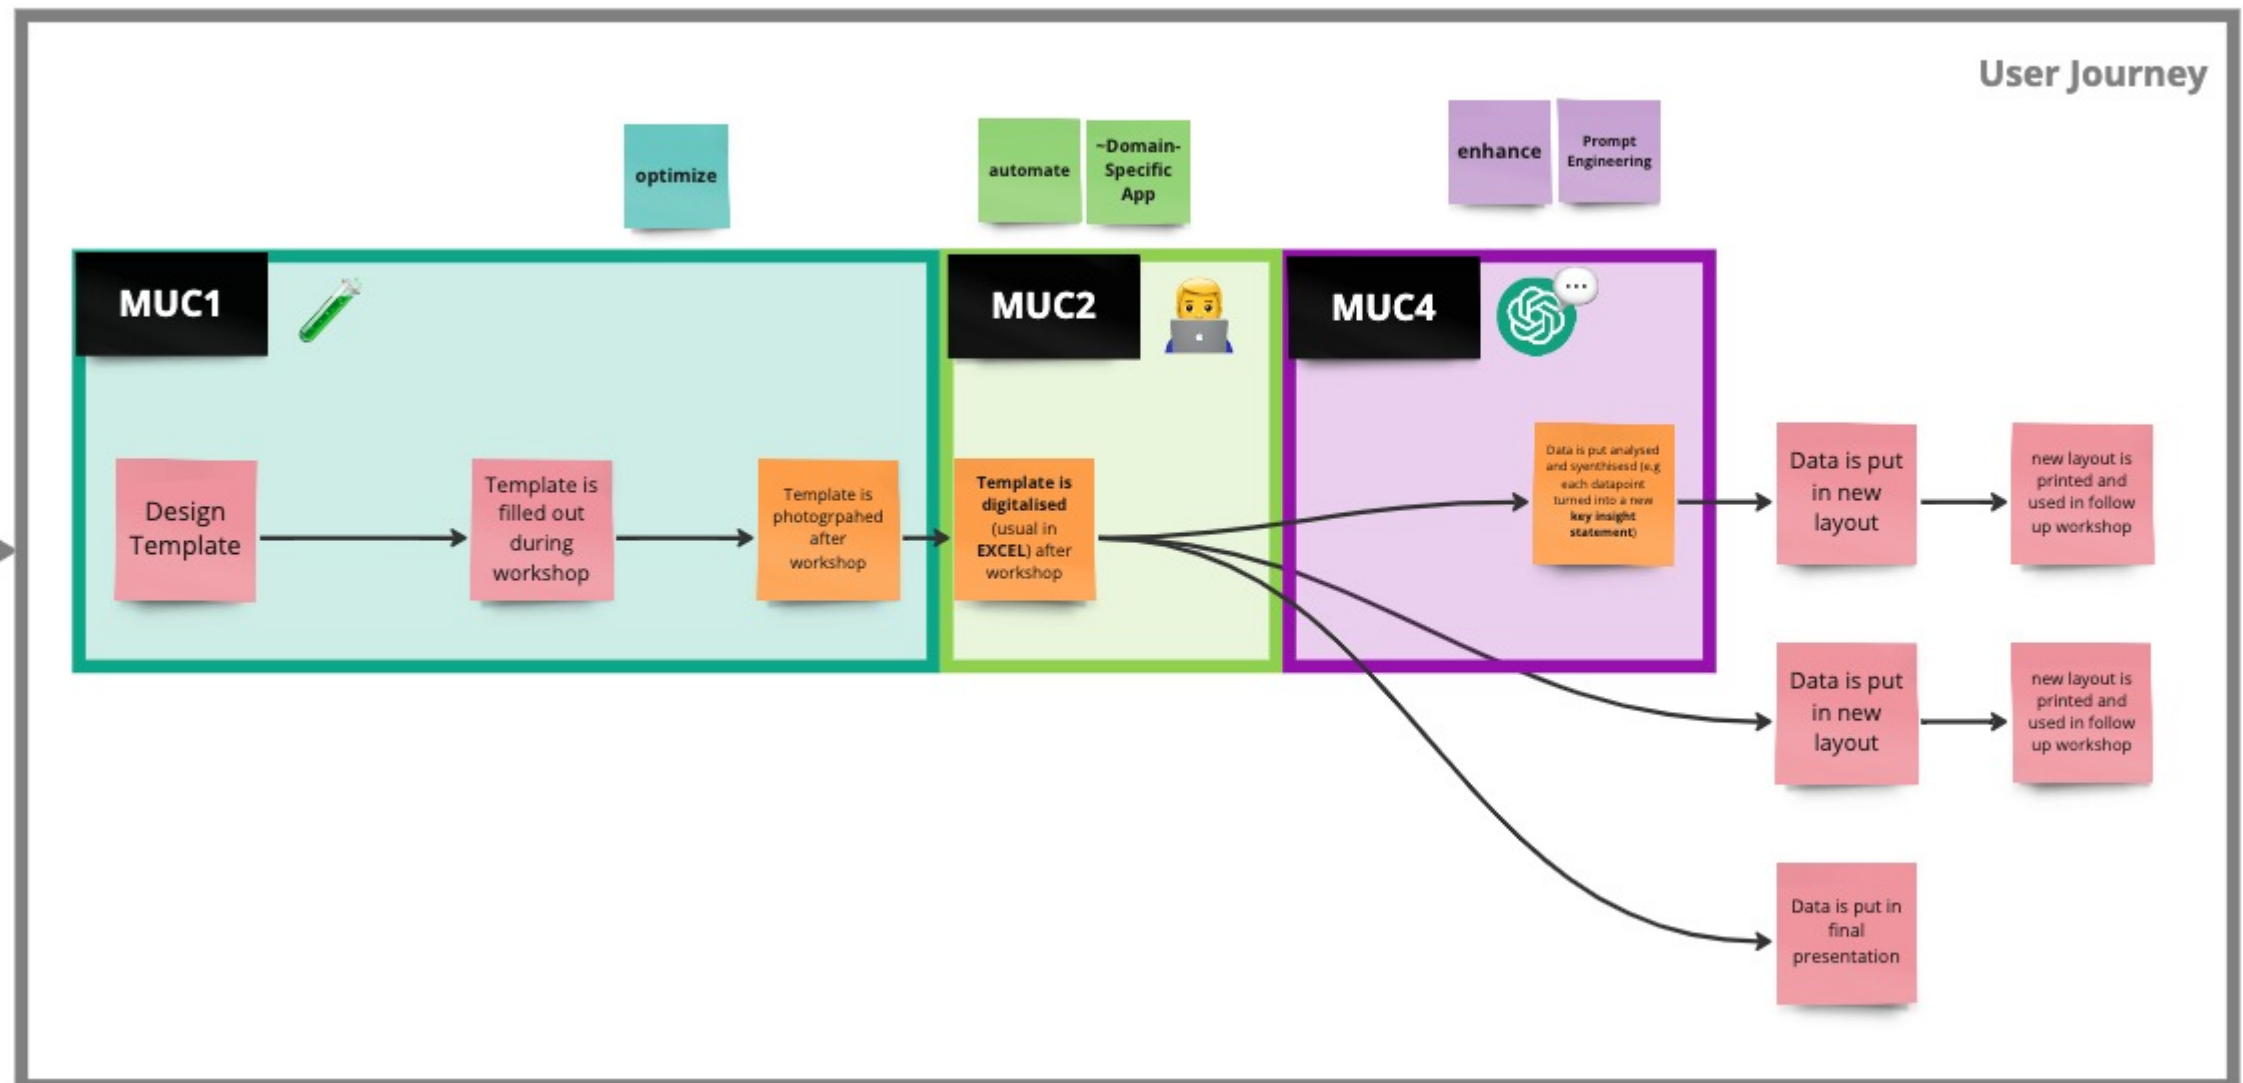 User Journey
optimize
automate
~Domain-
Specific
App
enhance
Prompt
Engineering
MUC1
MUC2
MUC4
Design
Template
Template is
filled out
during
workshop
Template is
photogrpahed
after
workshop
Template is
digitalised
(usual in
EXCEL) after
workshop
Data is put analysed
and syenthisesd (e.g
each datapoint
turned into a new
key insight
statement)
Data is put
in new
layout
new layout is
printed and
used in follow
up workshop
Data is put
in new
layout
new layout is
printed and
used in follow
up workshop
Data is put in
final
presentation